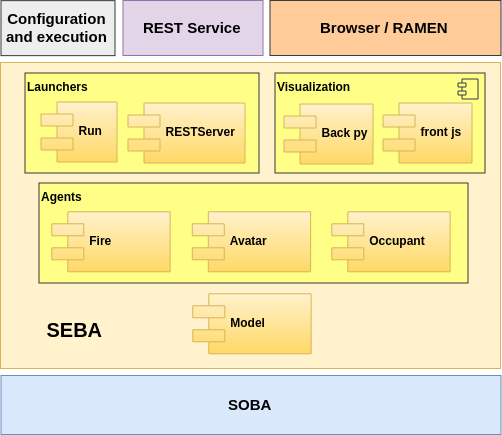 Configuration
and execution
REST Service
Browser / RAMEN
Launchers
Run
RESTServer
Visualization
Back py
front js
Agents
Fire
Avatar
Occupant
Model
SEBA
SOBA